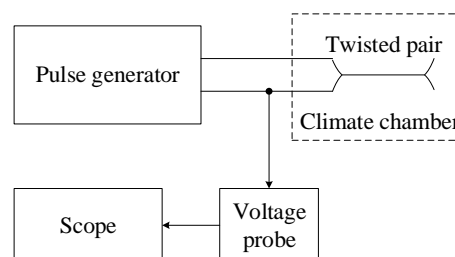 Twisted pair
Pulse generator
Climate chamber
Scope
Voltage
probe